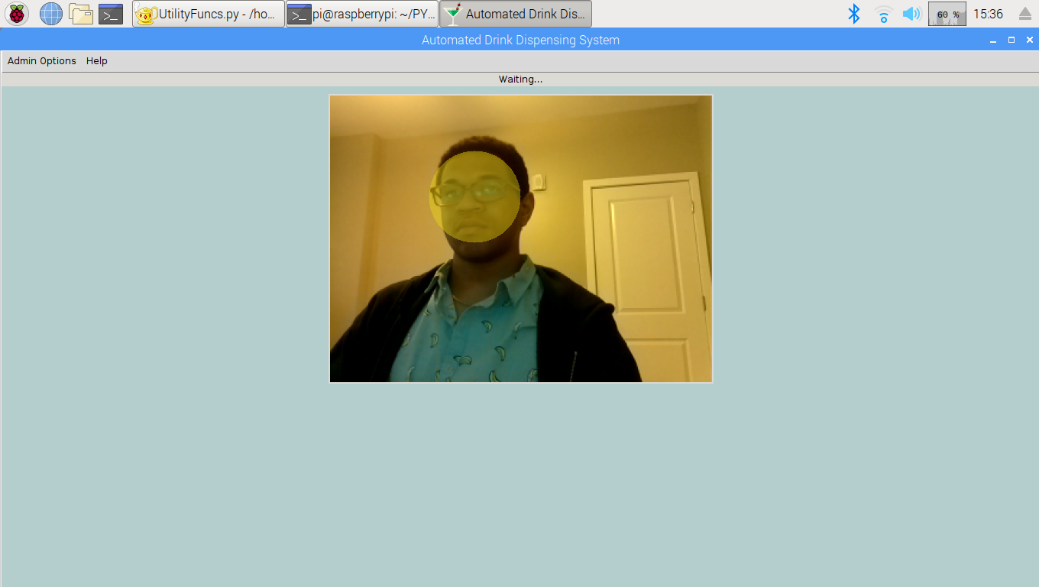 UtilityFuncs.py - /ho...
pi@raspberrypi: ~/PY...
Automated Drink Dis...
60 %
15:36
Automated Drink Dispensing System
Admin Options Help
Waiting...